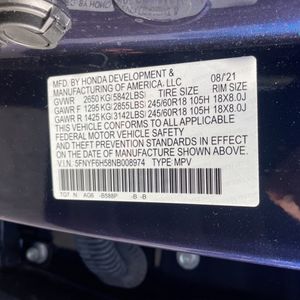 MFD. BY HONDA DEVELOPMENT & 08/21
MANUFACTURING OF AMERICA, LLC
GVWR 2650 KG(5842LBS) TIRE SIZE RIM SIZE
GAWR F 1295 KG(2855LBS) 245/60R18 105H 18X8.0J
GAWR R 1425 KG(3142LBS) 245/60R18 105H 18X8.0J
THIS VEHICLE CONFORMS TO ALL APPLICABLE
FEDERAL MOTOR VEHICLE SAFETY STANDARDS
IN EFFECT ON THE DATE OF MANUFACTURE
SHOWN ABOVE.
V.I.N. 5FNYF6H58NB008974 TYPE MPV
-B588P -B -B